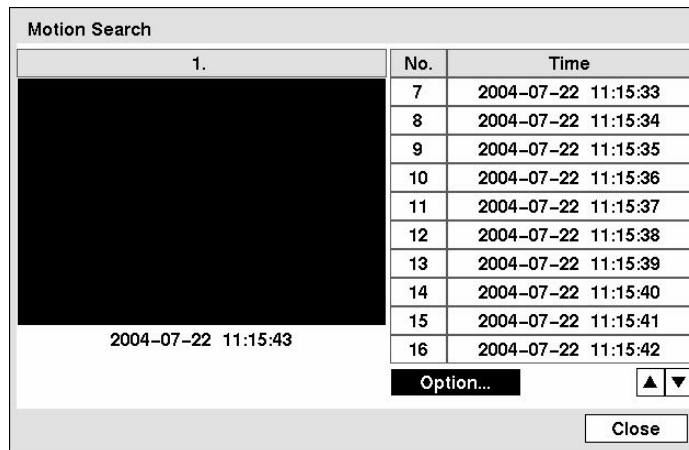 Motion Search
1.
No. Time
7 2004-07-22 11:15:33
8 2004-07-22 11:15:34
9 2004-07-22 11:15:35
10 2004-07-22 11:15:36
11 2004-07-22 11:15:37
12 2004-07-22 11:15:38
13 2004-07-22 11:15:39
14 2004-07-22 11:15:40
15 2004-07-22 11:15:41
16 2004-07-22 11:15:42
2004-07-22 11:15:43
Option...
Close